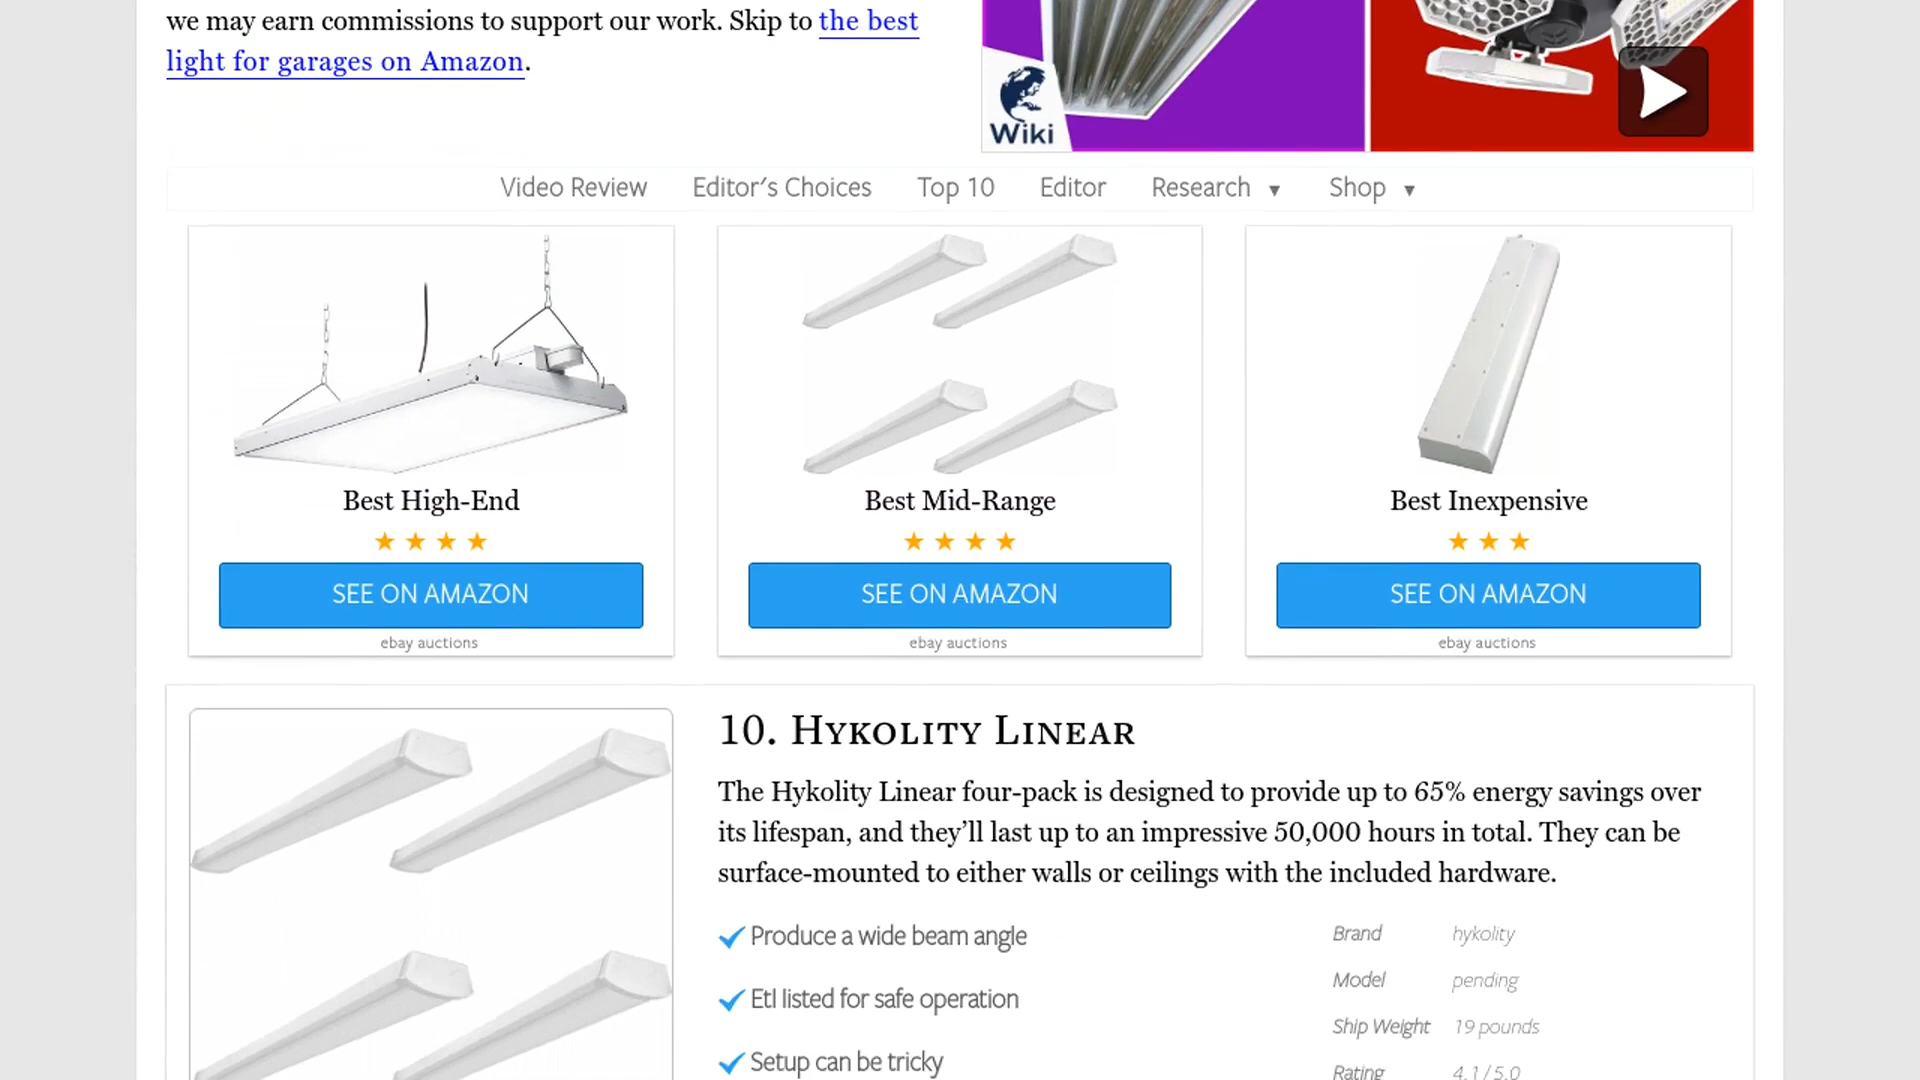 we may earn commissions to support our work. Skip to the best
light for garages on Amazon.
Wiki
Video Review Editor's Choices Top 10 Editor Research ▼ Shop ▼
Best High-End
★ ★ ★ ★
SEE ON AMAZON
ebay auctions
Best Mid-Range
★ ★ ★ ★
SEE ON AMAZON
ebay auctions
Best Inexpensive
★ ★ ★
SEE ON AMAZON
ebay auctions
10. Hykolity Linear
The Hykolity Linear four-pack is designed to provide up to 65% energy savings over
its lifespan, and they’ll last up to an impressive 50,000 hours in total. They can be
surface-mounted to either walls or ceilings with the included hardware.
Produce a wide beam angle
Etl listed for safe operation
Setup can be tricky
Brand hykolity
Model pending
Ship Weight 19 pounds
Rating 4.1 / 5.0